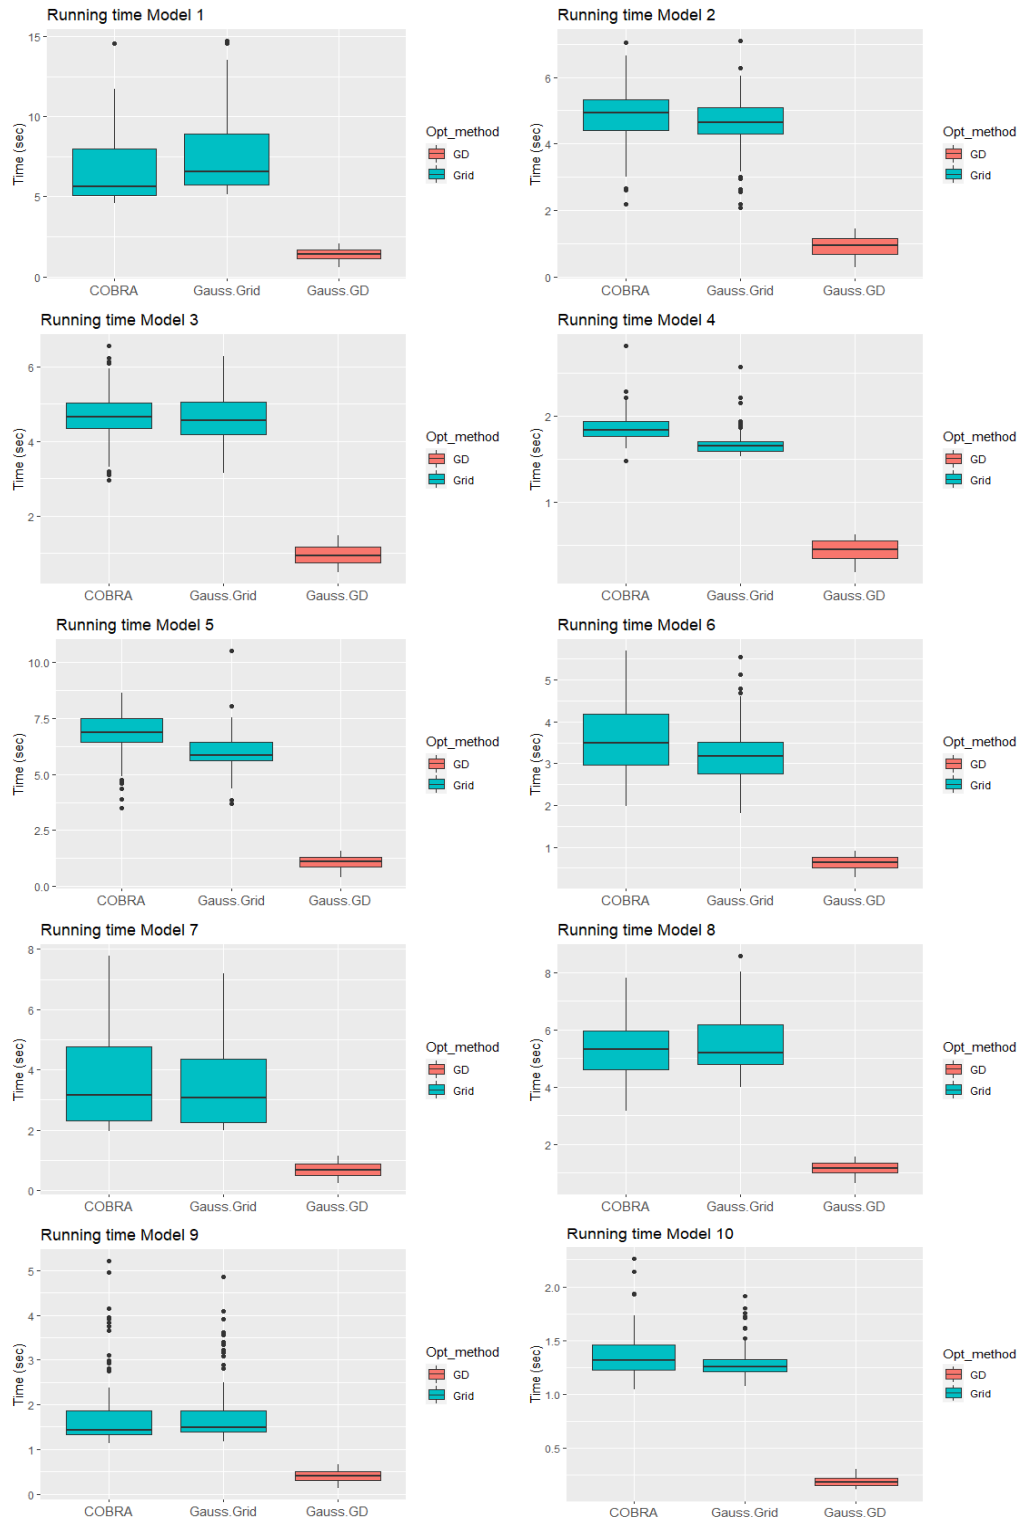 Running time Model 1
Time (sec)
15
10
5
0
COBRA
Gauss.Grid
Gauss.GD
Opt_method
GD
Grid
Running time Model 2
Time (sec)
6
4
2
0
COBRA
Gauss.Grid
Gauss.GD
Opt_method
GD
Grid
Running time Model 3
Time (sec)
6
4
2
COBRA
Gauss.Grid
Gauss.GD
Opt_method
GD
Grid
Running time Model 4
Time (sec)
2
1
COBRA
Gauss.Grid
Gauss.GD
Opt_method
GD
Grid
Running time Model 5
Time (sec)
10.0
7.5
5.0
2.5
0.0
COBRA
Gauss.Grid
Gauss.GD
Opt_method
GD
Grid
Running time Model 6
Time (sec)
5
4
3
2
1
COBRA
Gauss.Grid
Gauss.GD
Opt_method
GD
Grid
Running time Model 7
Time (sec)
8
6
4
2
0
COBRA
Gauss.Grid
Gauss.GD
Opt_method
GD
Grid
Running time Model 8
Time (sec)
8
6
4
2
COBRA
Gauss.Grid
Gauss.GD
Opt_method
GD
Grid
Running time Model 9
Time (sec)
5
4
3
2
1
0
COBRA
Gauss.Grid
Gauss.GD
Opt_method
GD
Grid
Running time Model 10
Time (sec)
2.0
1.5
1.0
0.5
COBRA
Gauss.Grid
Gauss.GD
Opt_method
GD
Grid